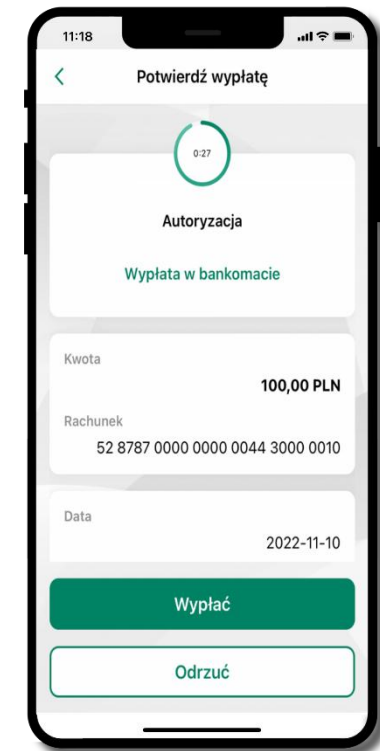 11:18
Potwierdź wypłatę
0:27
Autoryzacja
Wypłata w bankomacie
Kwota
100,00 PLN
Rachunek
52 8787 0000 0000 0044 3000 0010
Data
2022-11-10
Wypłać
Odrzuć